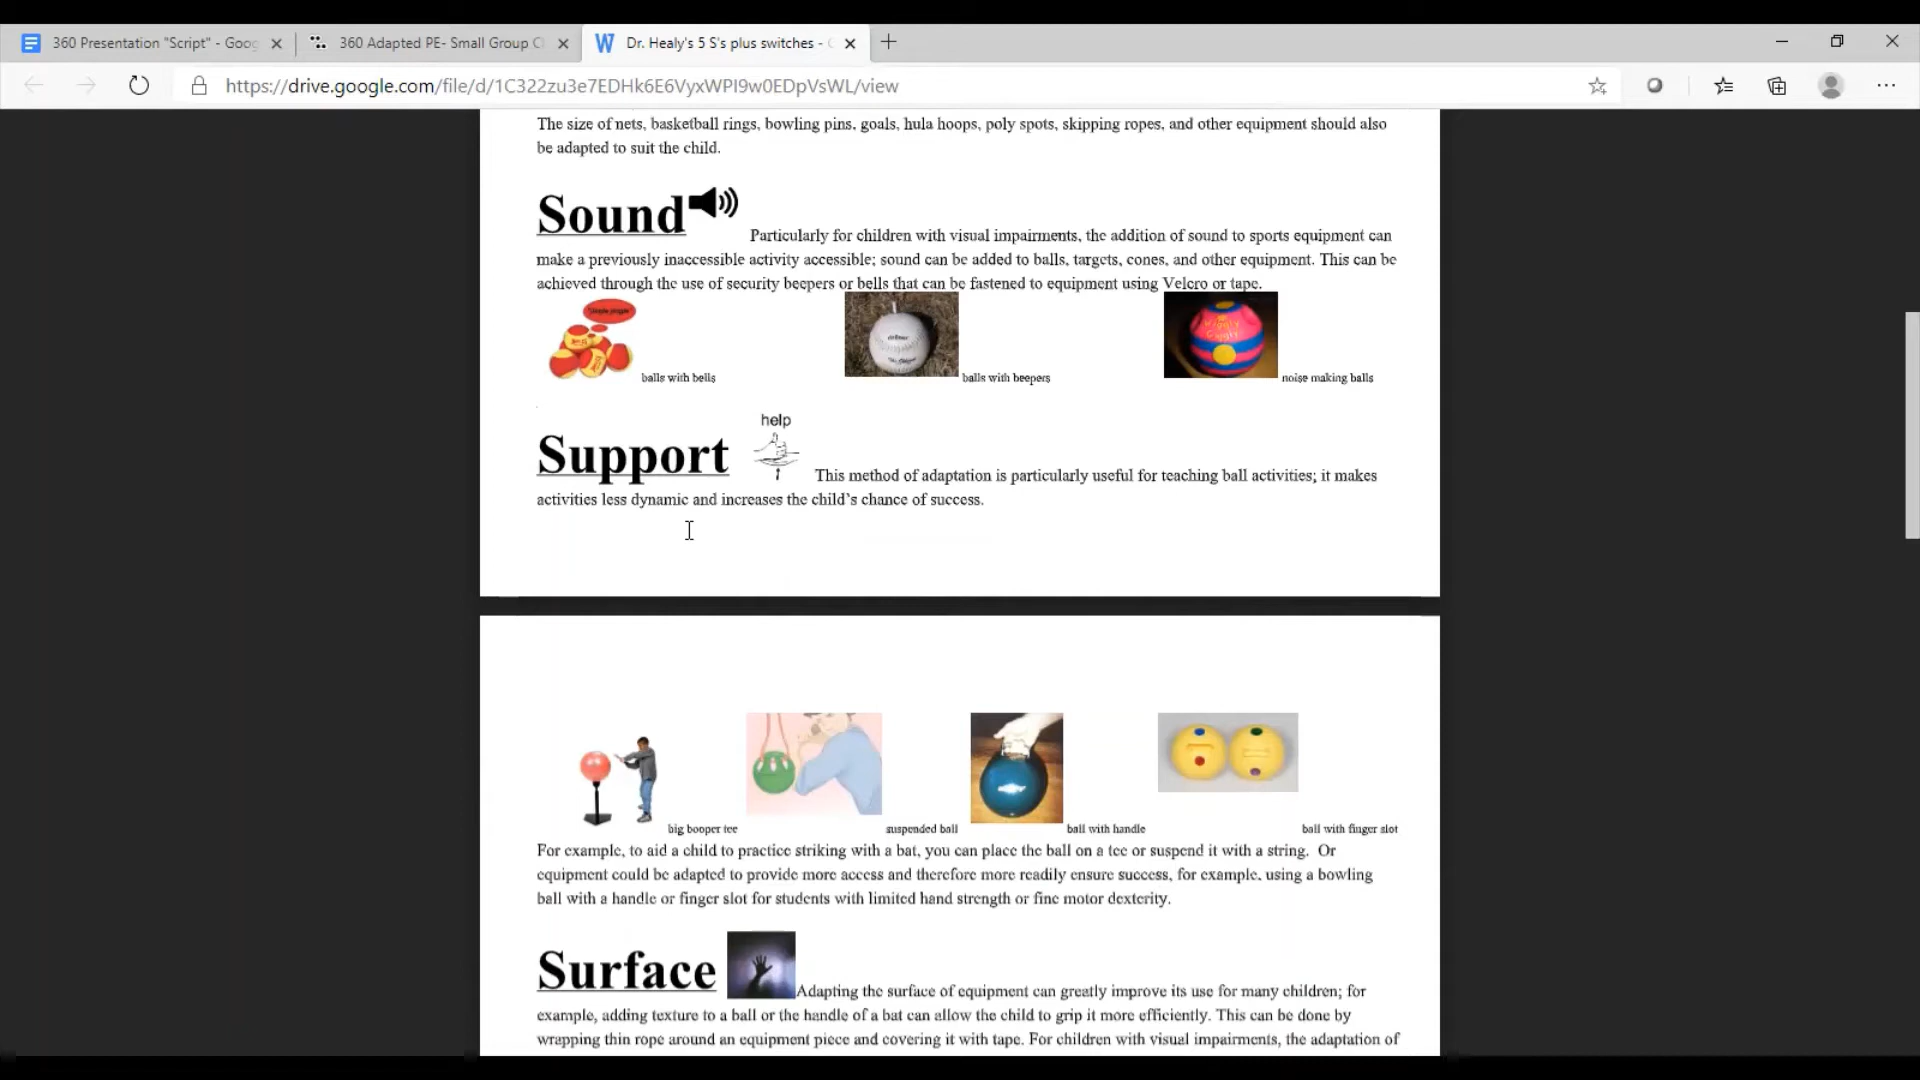 360 Presentation "Script" - Goog
360 Adapted PE- Small Group C
Dr. Healy's 5 S's plus switches -
https://drive.google.com/file/d/1C322zu3e7EDHk6E6VyxWPI9w0EDpVsWL/view
The size of nets, basketball rings, bowling pins, goals, hula hoops, poly spots, skipping ropes, and other equipment should also
be adapted to suit the child.
Sound Particularly for children with visual impairments, the addition of sound to sports equipment can
make a previously inaccessible activity accessible; sound can be added to balls, targets, cones, and other equipment. This can be
achieved through the use of security beepers or bells that can be fastened to equipment using Velcro or tape.
balls with bells
balls with beepers
Wiggly
Giggly
noise making balls
help
Support This method of adaptation is particularly useful for teaching ball activities; it makes
activities less dynamic and increases the child's chance of success.
big booper tee
suspended ball
ball with handle
ball with finger slot
For example, to aid a child to practice striking with a bat, you can place the ball on a tee or suspend it with a string. Or
equipment could be adapted to provide more access and therefore more readily ensure success, for example, using a bowling
ball with a handle or finger slot for students with limited hand strength or fine motor dexterity.
Surface Adapting the surface of equipment can greatly improve its use for many children; for
example, adding texture to a ball or the handle of a bat can allow the child to grip it more efficiently. This can be done by
wrapping thin rope around an equipment piece and covering it with tape. For children with visual impairments, the adaptation of